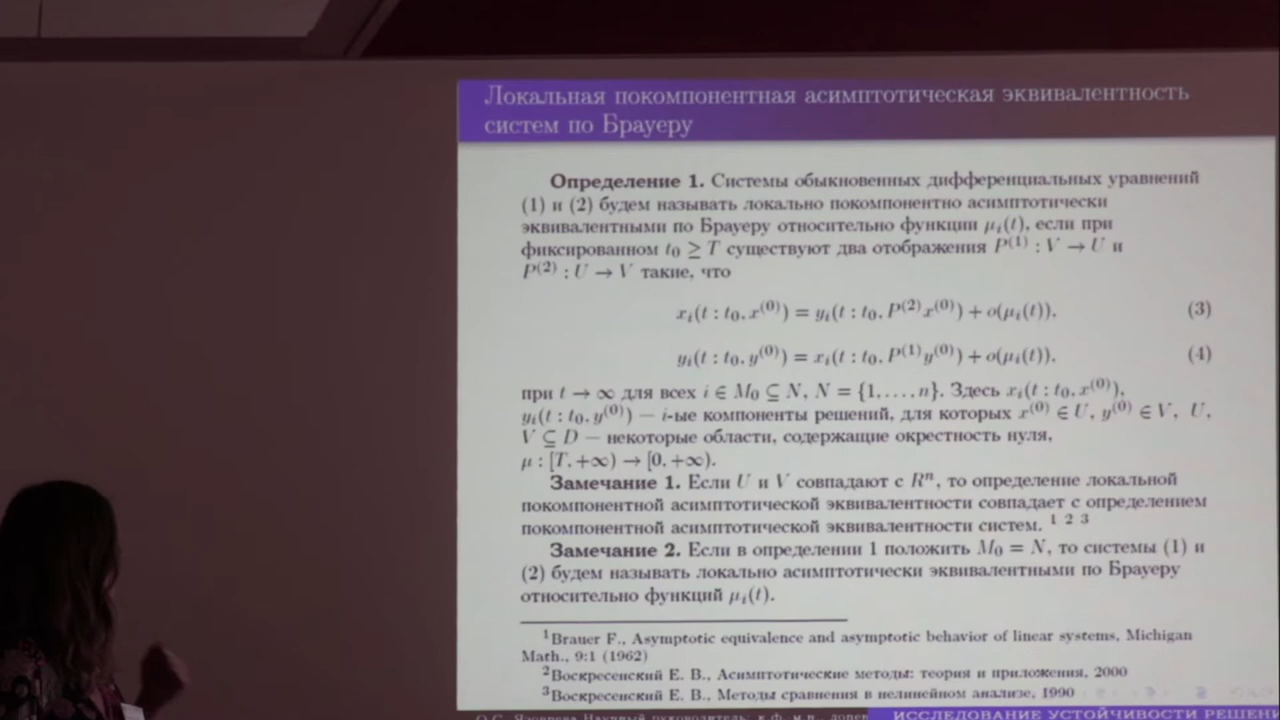 Локальная покомпонентная асимптотическая эквивалентность
систем по Брауеру
Определение 1. Системы обыкновенных дифференциальных уравнений
(1) и (2) будем называть локально покомпонентно асимптотически
эквивалентными по Брауеру относительно функции μᵢ(t), если при
фиксированном t₀ ≥ T существуют два отображения P⁽¹⁾ : V → U и
P⁽²⁾ : U → V такие, что
xᵢ(t : t₀, x⁽⁰⁾) = yᵢ(t : t₀, P⁽²⁾x⁽⁰⁾) + o(μᵢ(t)), (3)
yᵢ(t : t₀, y⁽⁰⁾) = xᵢ(t : t₀, P⁽¹⁾y⁽⁰⁾) + o(μᵢ(t)), (4)
при t → ∞ для всех i ∈ M₀ ⊆ N, N = {1, …, n}. Здесь xᵢ(t : t₀, x⁽⁰⁾),
yᵢ(t : t₀, y⁽⁰⁾) — i-ые компоненты решений, для которых x⁽⁰⁾ ∈ U, y⁽⁰⁾ ∈ V, U,
V ⊆ D — некоторые области, содержащие окрестность нуля,
μ : [T, +∞) → [0, +∞).
Замечание 1. Если U и V совпадают с Rⁿ, то определение локальной
покомпонентной асимптотической эквивалентности совпадает с определением
покомпонентной асимптотической эквивалентности систем. ¹ ² ³
Замечание 2. Если в определении 1 положить M₀ = N, то системы (1) и
(2) будем называть локально асимптотически эквивалентными по Брауеру
относительно функций μᵢ(t).
¹Brauer F., Asymptotic equivalence and asymptotic behavior of linear systems, Michigan
Math., 9:1 (1962)
²Воскресенский Е. В., Асимптотические методы: теория и приложения, 2000
³Воскресенский Е. В., Методы сравнения в нелинейном анализе, 1990
Научный руководитель: к.ф.-м.н., ИССЛЕДОВАНИЕ УСТОЙЧИВОСТИ РЕШЕНИ